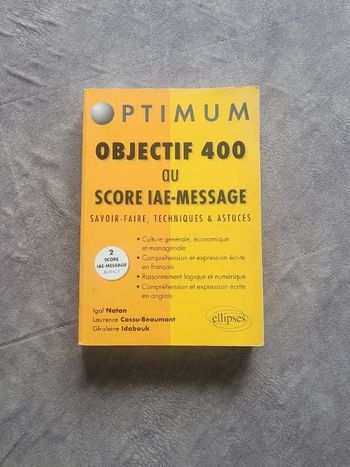 OPTIMUM
OBJECTIF 400
au
SCORE IAE-MESSAGE
SAVOIR-FAIRE, TECHNIQUES & ASTUCES
• Culture générale, économique
et managériale
• Compréhension et expression écrite
en français
• Raisonnement logique et numérique
• Compréhension et expression écrite
en anglais
2
SCORE
IAE-MESSAGE
BLANCS
Igal Natan
Laurence Cossu-Beaumont
Ghislaine Idabouk
ellipses